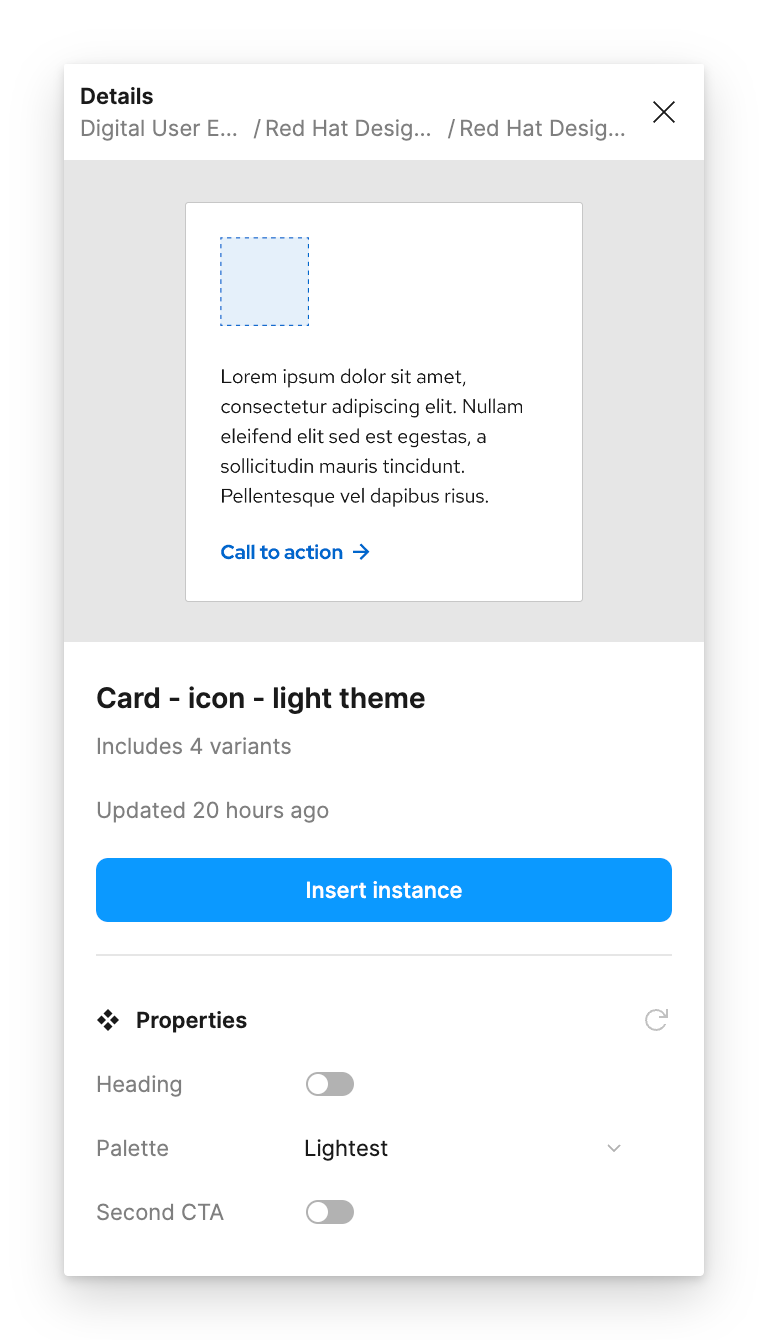 Details
Digital User E... / Red Hat Desig... / Red Hat Desig...
Lorem ipsum dolor sit amet,
consectetur adipiscing elit. Nullam
eleifend elit sed est egestas, a
sollicitudin mauris tincidunt.
Pellentesque vel dapibus risus.
Call to action
Card - icon - light theme
Includes 4 variants
Updated 20 hours ago
Insert instance
Properties
Heading
Palette Lightest
Second CTA